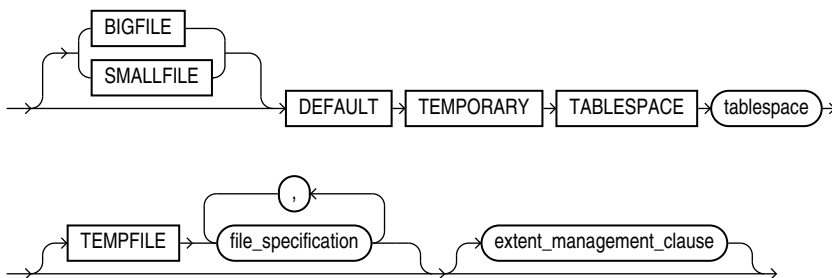 BIGFILE
SMALLFILE
DEFAULT TEMPORARY TABLESPACE tablespace
,
TEMPFILE file_specification extent_management_clause